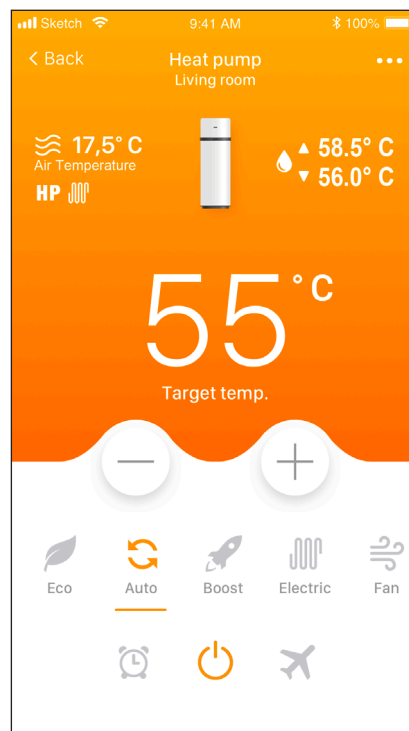 Sketch 9:41 AM 100%
< Back Heat pump
Living room
17,5° C
Air Temperature
HP
▲ 58.5° C
▼ 56.0° C
55°C
Target temp.
Eco Auto Boost Electric Fan